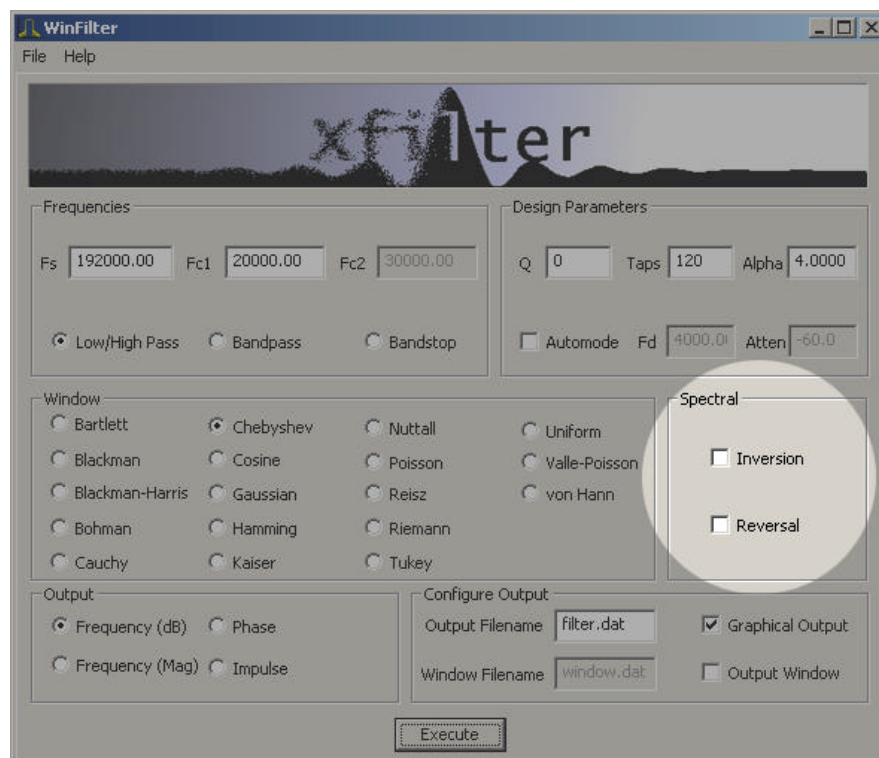 WinFilter
File Help
xfilter
Frequencies
Fs 192000.00 Fc1 20000.00 Fc2 30000.00
Low/High Pass Bandpass Bandstop
Design Parameters
Q 0 Taps 120 Alpha 4.0000
Automode Fd 4000.0 Atten -60.0
Window
Bartlett Chebyshev Nuttall Uniform
Blackman Cosine Poisson Valle-Poisson
Blackman-Harris Gaussian Reisz von Hann
Bohman Hamming Riemann
Cauchy Kaiser Tukey
Spectral
Inversion
Reversal
Output
Frequency (dB) Phase
Frequency (Mag) Impulse
Configure Output
Output Filename filter.dat Graphical Output
Window Filename window.dat Output Window
Execute